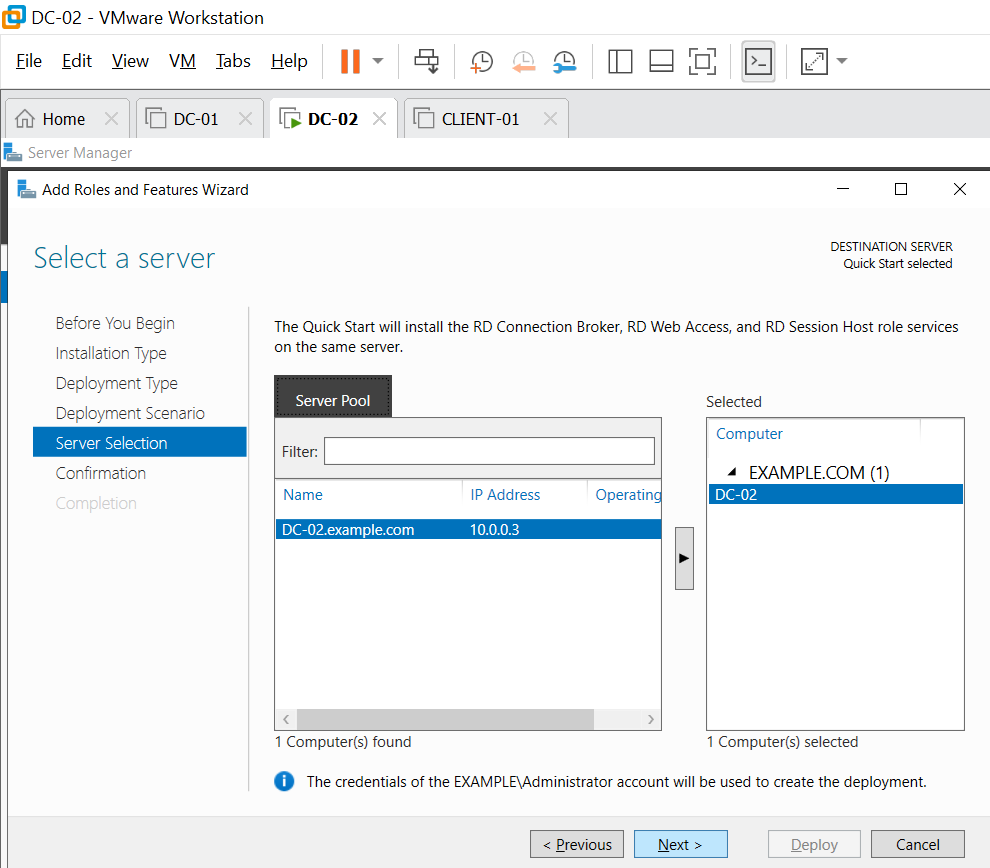 DC-02 - VMware Workstation
File Edit View VM Tabs Help
Home DC-01 DC-02 CLIENT-01
Server Manager
Add Roles and Features Wizard
Select a server
DESTINATION SERVER
Quick Start selected
Before You Begin
Installation Type
Deployment Type
Deployment Scenario
Server Selection
Confirmation
Completion
The Quick Start will install the RD Connection Broker, RD Web Access, and RD Session Host role services
on the same server.
Server Pool
Filter:
Name IP Address Operating
DC-02.example.com 10.0.0.3
1 Computer(s) found
Selected
Computer
EXAMPLE.COM (1)
DC-02
1 Computer(s) selected
The credentials of the EXAMPLE\Administrator account will be used to create the deployment.
< Previous Next > Deploy Cancel